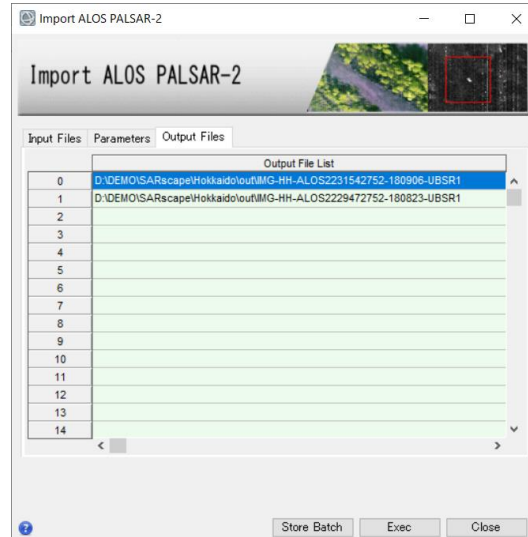 Import ALOS PALSAR-2
Import ALOS PALSAR-2
Input Files Parameters Output Files
Output File List
0 D:\DEMO\SARscape\Hokkaido\out\IMG-HH-ALOS2231542752-180906-UBSR1
1 D:\DEMO\SARscape\Hokkaido\out\IMG-HH-ALOS2229472752-180823-UBSR1
2
3
4
5
6
7
8
9
10
11
12
13
14
Store Batch Exec Close